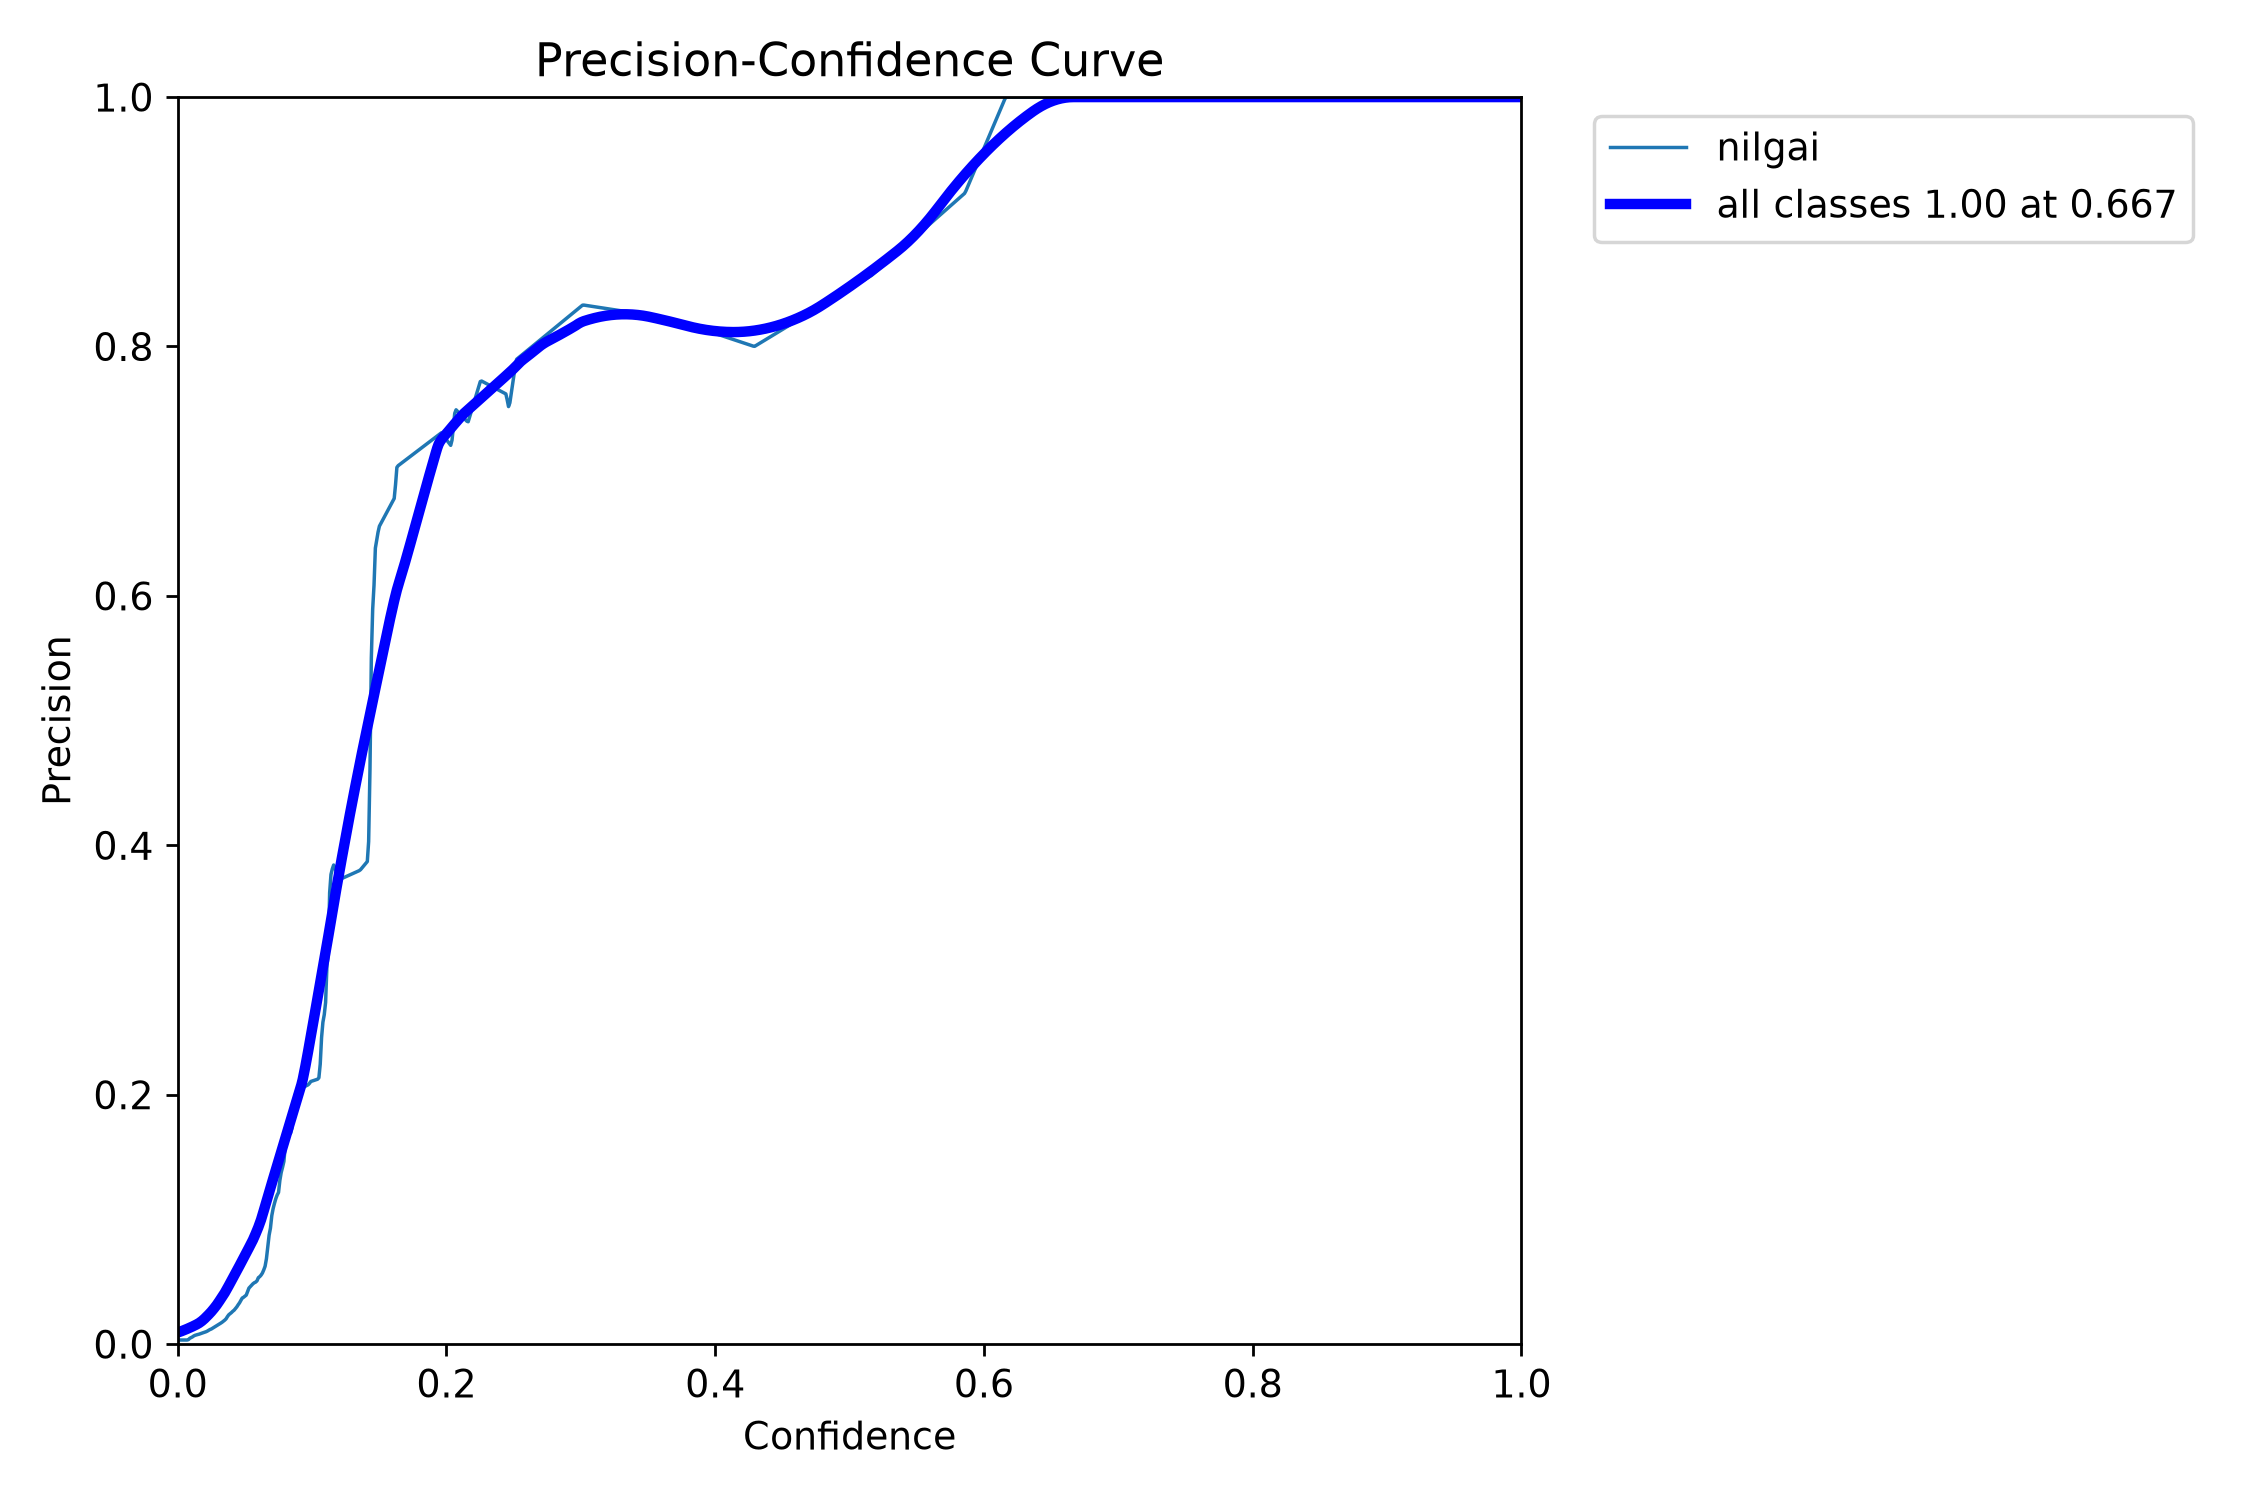 Precision-Confidence Curve
1.0
0.8
0.6
0.4
0.2
0.0
Precision
0.0 0.2 0.4 0.6 0.8 1.0
Confidence
nilgai
all classes 1.00 at 0.667